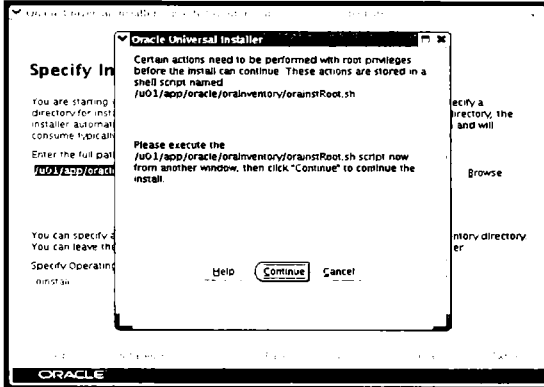 Oracle Universal Installer
Specify In
Certain actions need to be performed with root privileges
before the install can continue. These actions are stored in a
shell script named
/u01/app/oracle/oraInventory/orainstRoot.sh
You are starting
directory for inst
installer automat
consume typicall
ecify a
irectory, the
and will
Please execute the
/u01/app/oracle/oraInventory/orainstRoot.sh script now
from another window, then click "Continue" to continue the
install.
Enter the full pat
/u01/app/oracl
Browse
You can specify a
You can leave the
ntory directory
er
Specify Operating
oinstall
Help
Continue
Cancel
ORACLE